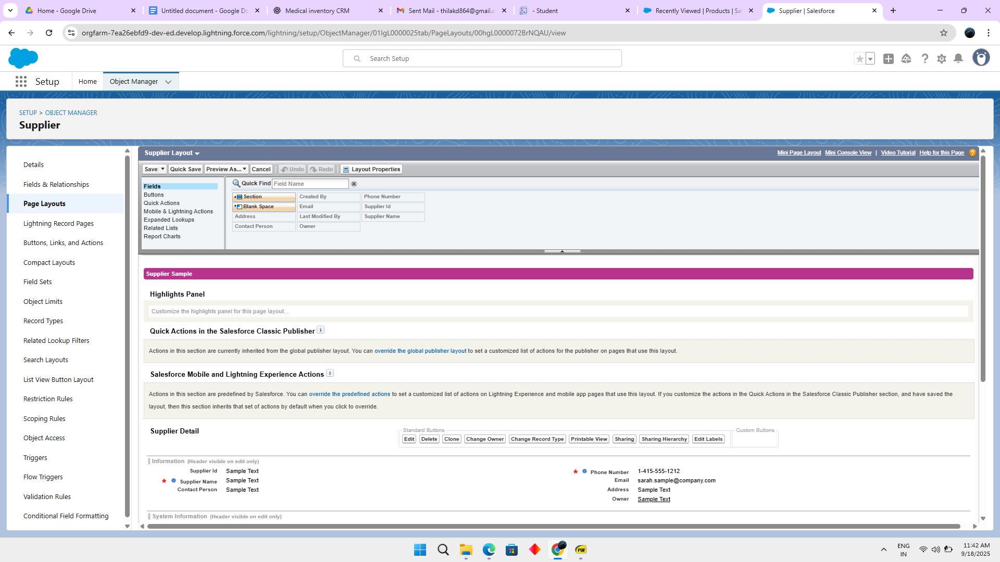 Home - Google Drive
Untitled document - Google Do
Medical inventory CRM
Sent Mail - thilakd864@gmail.c
- Student
Recently Viewed | Products | Sa
Supplier | Salesforce
orgfarm-7ea26ebfd9-dev-ed.develop.lightning.force.com/lightning/setup/ObjectManager/01IgL0000025tab/PageLayouts/00hgL0000072BrNQAU/view
Search Setup
Setup
Home
Object Manager
SETUP > OBJECT MANAGER
Supplier
Details
Fields & Relationships
Page Layouts
Lightning Record Pages
Buttons, Links, and Actions
Compact Layouts
Field Sets
Object Limits
Record Types
Related Lookup Filters
Search Layouts
List View Button Layout
Restriction Rules
Scoping Rules
Object Access
Triggers
Flow Triggers
Validation Rules
Conditional Field Formatting
Supplier Layout
Mini Page Layout Mini Console View | Video Tutorial Help for this Page
Save Quick Save Preview As... Cancel Undo Redo Layout Properties
Fields
Buttons
Quick Actions
Mobile & Lightning Actions
Expanded Lookups
Related Lists
Report Charts
Quick Find Field Name
Section Created By Phone Number
Blank Space Email Supplier Id
Address Last Modified By Supplier Name
Contact Person Owner
Supplier Sample
Highlights Panel
Customize the highlights panel for this page layout...
Quick Actions in the Salesforce Classic Publisher i
Actions in this section are currently inherited from the global publisher layout. You can override the global publisher layout to set a customized list of actions for the publisher on pages that use this layout.
Salesforce Mobile and Lightning Experience Actions i
Actions in this section are predefined by Salesforce. You can override the predefined actions to set a customized list of actions on Lightning Experience and mobile app pages that use this layout. If you customize the actions in the Quick Actions in the Salesforce Classic Publisher section, and have saved the
layout, then this section inherits that set of actions by default when you click to override.
Supplier Detail
Standard Buttons
Edit Delete Clone Change Owner Change Record Type Printable View Sharing Sharing Hierarchy Edit Labels
Custom Buttons
Information (Header visible on edit only)
Supplier Id Sample Text
* Supplier Name Sample Text
Contact Person Sample Text
* Phone Number 1-415-555-1212
Email sarah.sample@company.com
Address Sample Text
Owner Sample Text
System Information (Header visible on edit only)
PDF
ENG
IN
11:42 AM
9/18/2025